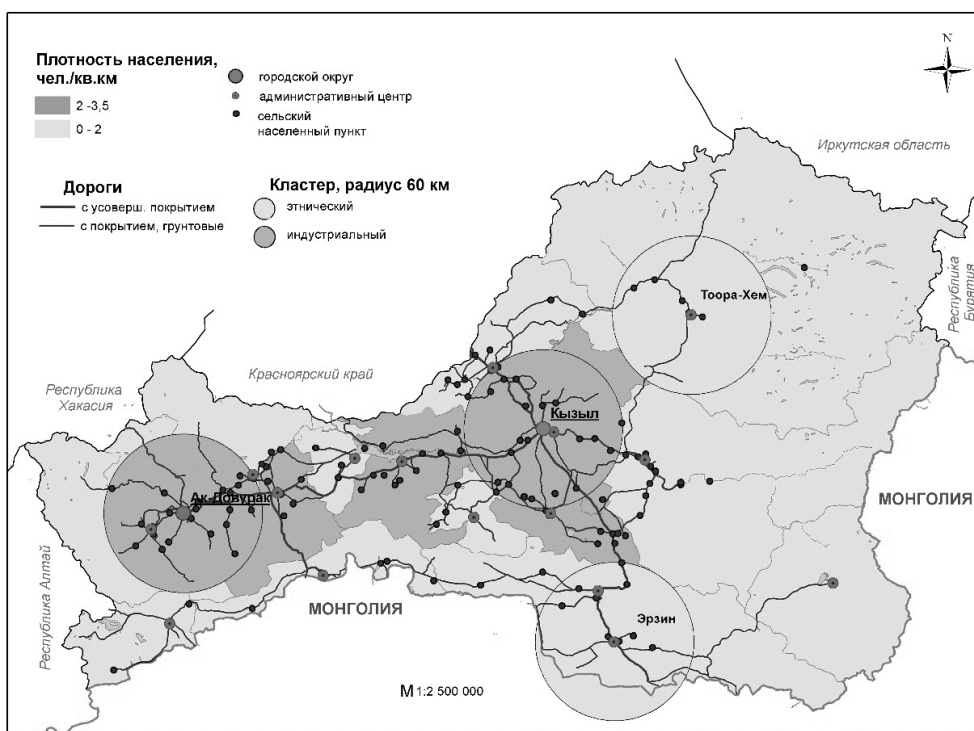 Плотность населения,
чел./кв.км
2 -3,5
0 - 2
городской округ
административный центр
сельский
населенный пункт
N
Дороги
с усоверш. покрытием
с покрытием, грунтовые
Кластер, радиус 60 км
этнический
индустриальный
Иркутская область
Республика
Бурятия
Тоора-Хем
Красноярский край
Республика
Хакасия
Кызыл
Ак-Довурак
МОНГОЛИЯ
Республика Алтай
МОНГОЛИЯ
Эрзин
М 1:2 500 000